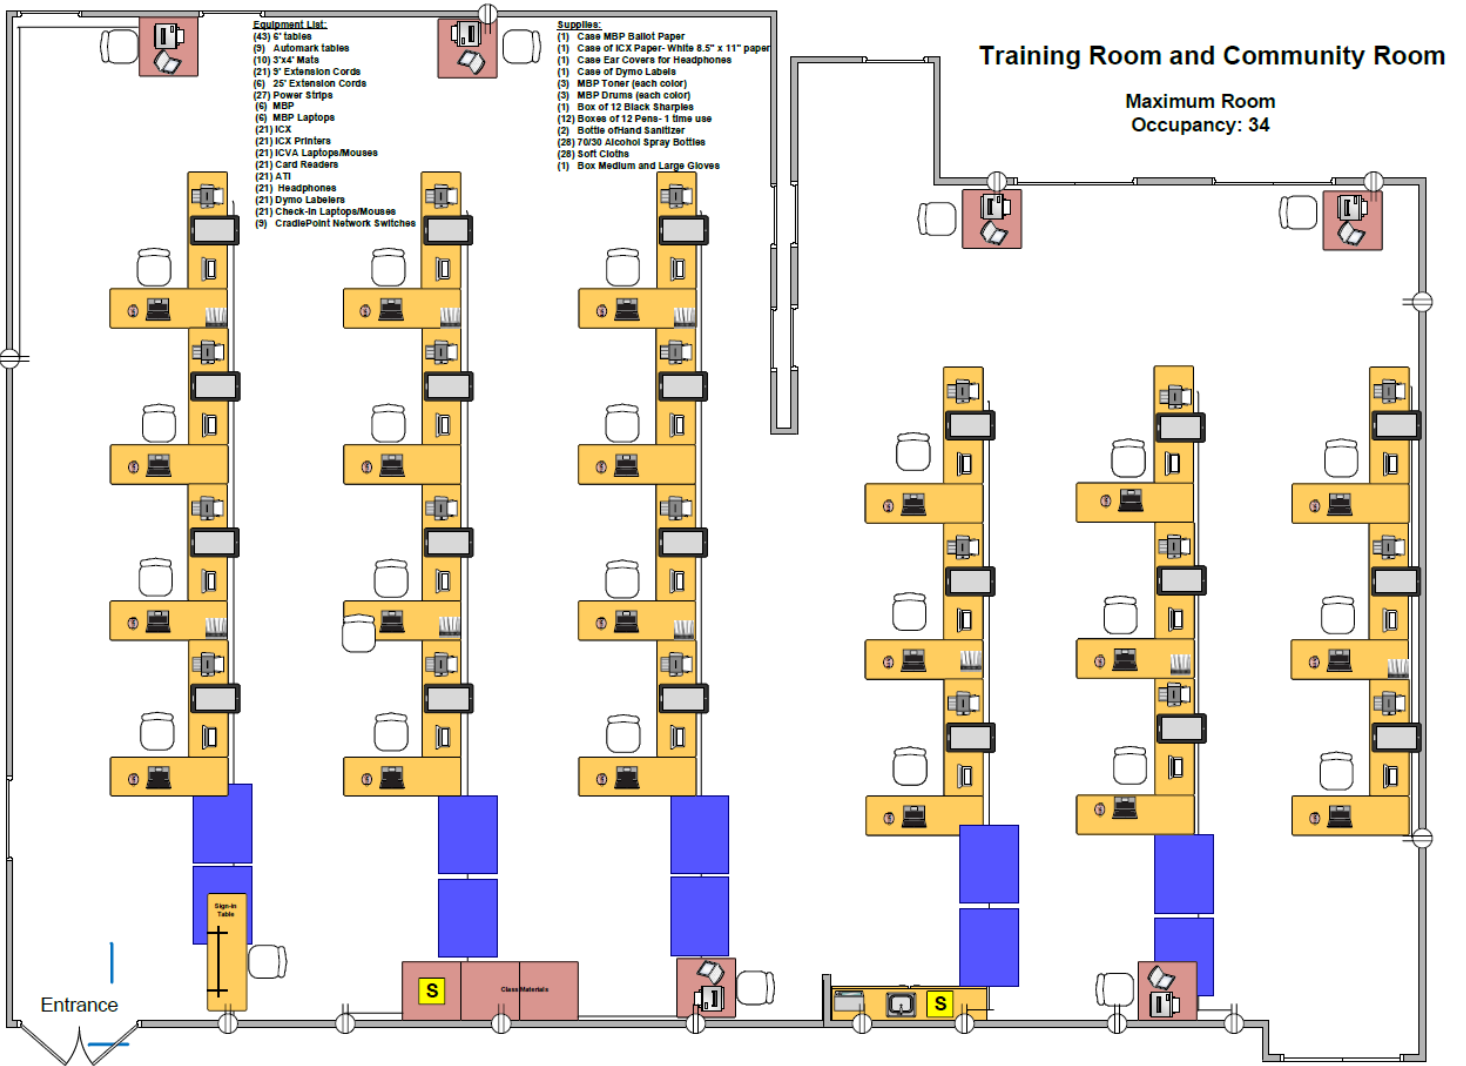 Equipment List:
(43) 6' tables
(9) Automark tables
(10) 3'x4' Mats
(21) 9' Extension Cords
(6) 25' Extension Cords
(27) Power Strips
(6) MBP
(6) MBP Laptops
(21) ICX
(21) ICX Printers
(21) ICVA Laptops/Mouses
(21) Card Readers
(21) ATI
(21) Headphones
(21) Dymo Labelers
(21) Check-In Laptops/Mouses
(9) CradlePoint Network Switches
Supplies:
(1) Case MBP Ballot Paper
(1) Case of ICX Paper- White 8.5" x 11" paper
(1) Case Ear Covers for Headphones
(1) Case of Dymo Labels
(3) MBP Toner (each color)
(3) MBP Drums (each color)
(1) Box of 12 Black Sharpies
(12) Boxes of 12 Pens- 1 time use
(2) Bottle ofHand Sanitizer
(28) 70/30 Alcohol Spray Bottles
(28) Soft Cloths
(1) Box Medium and Large Gloves
Training Room and Community Room
Maximum Room
Occupancy: 34
Sign-in
Table
Entrance
S
Class Materials
S